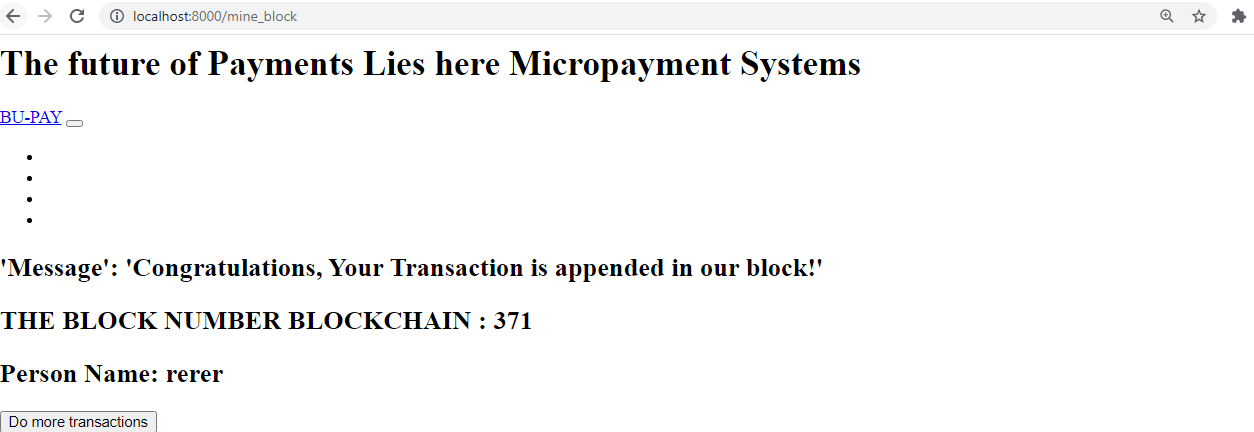 localhost:8000/mine_block
The future of Payments Lies here Micropayment Systems
BU-PAY
'Message': 'Congratulations, Your Transaction is appended in our block!'
THE BLOCK NUMBER BLOCKCHAIN : 371
Person Name: rerer
Do more transactions